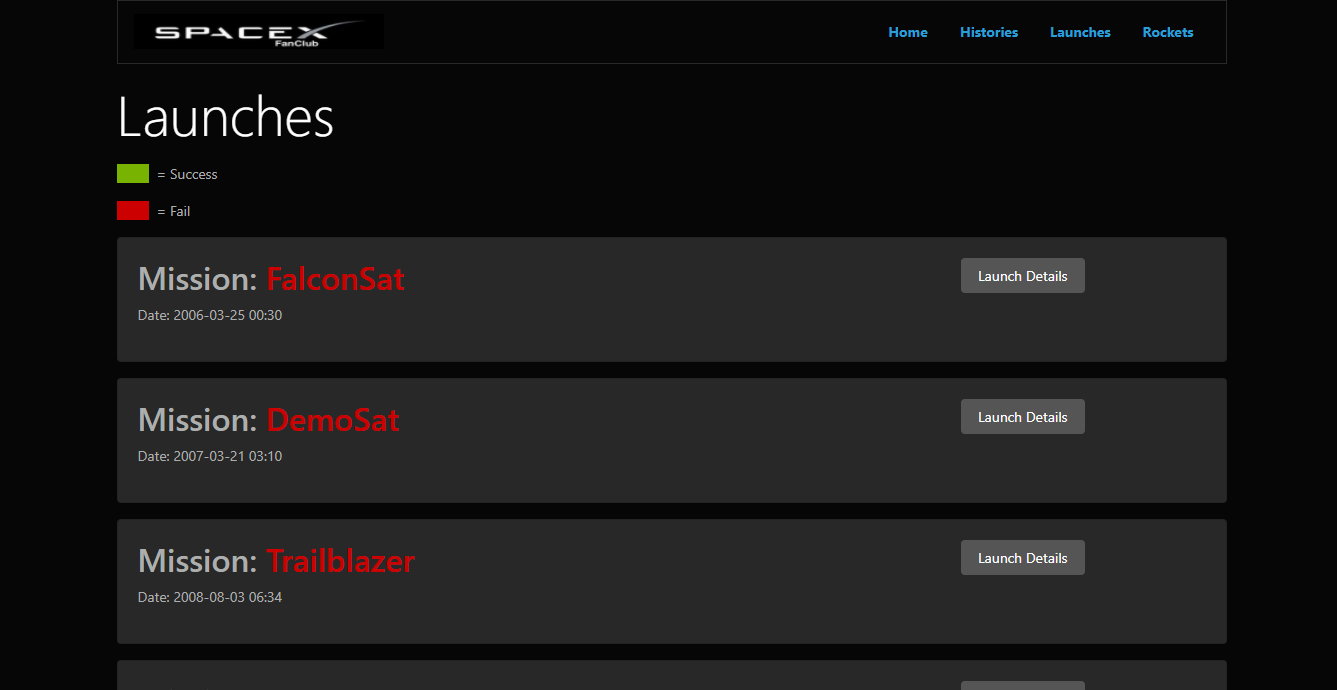 SPACEX
FanClub
Home Histories Launches Rockets
Launches
= Success
= Fail
Mission: FalconSat
Launch Details
Date: 2006-03-25 00:30
Mission: DemoSat
Launch Details
Date: 2007-03-21 03:10
Mission: Trailblazer
Launch Details
Date: 2008-08-03 06:34